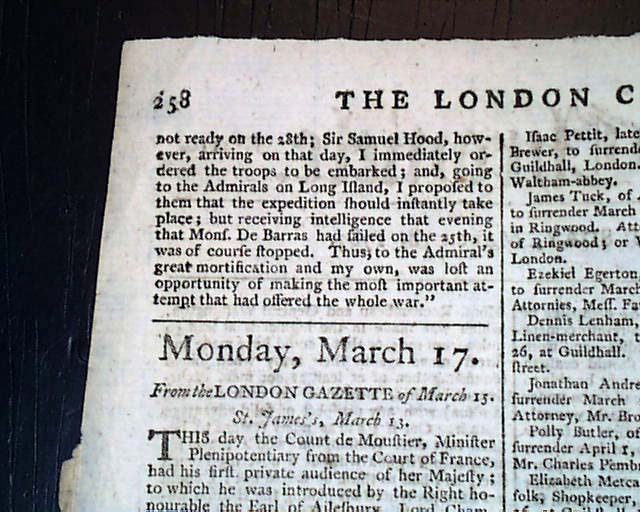 258
THE LONDON C
not ready on the 28th; Sir Samuel Hood, how-
ever, arriving on that day, I immediately or-
dered the troops to be embarked; and, going
to the Admirals on Long Iſland, I propoſed to
them that the expedition ſhould inſtantly take
place; but receiving intelligence that evening
that Monſ. De Barras had ſailed on the 25th, it
was of courſe ſtopped. Thus, to the Admiral's
great mortification and my own, was loſt an
opportunity of making the moſt important at-
tempt that had offered the whole war."
Monday, March 17.
From the LONDON GAZETTE of March 15.
St. James's, March 13.
THIS day the Count de Mouſtier, Miniſter
Plenipotentiary from the Court of France,
had his firſt private audience of her Majeſty;
to which he was introduced by the Right ho-
nourable the Earl of Aileſbury, Lord Cham
Iſaac Pettit, late
Brewer, to ſurrende
Guildhall, London.
Waltham-abbey.
James Tuck, of
to ſurrender March
in Ringwood. Att
of Ringwood; or
London.
Ezekiel Egerton
to ſurrender March
Attornies, Meſſ. Fa
Dennis Lenham,
Linen-merchant, t
26, at Guildhall.
ſtreet.
Jonathan Andre
ſurrender March
Attorney, Mr. Bro
Polly Butler, of
ſurrender April 1,
Mr. Charles Pemb
Elizabeth Metca
folk, Shopkeeper,